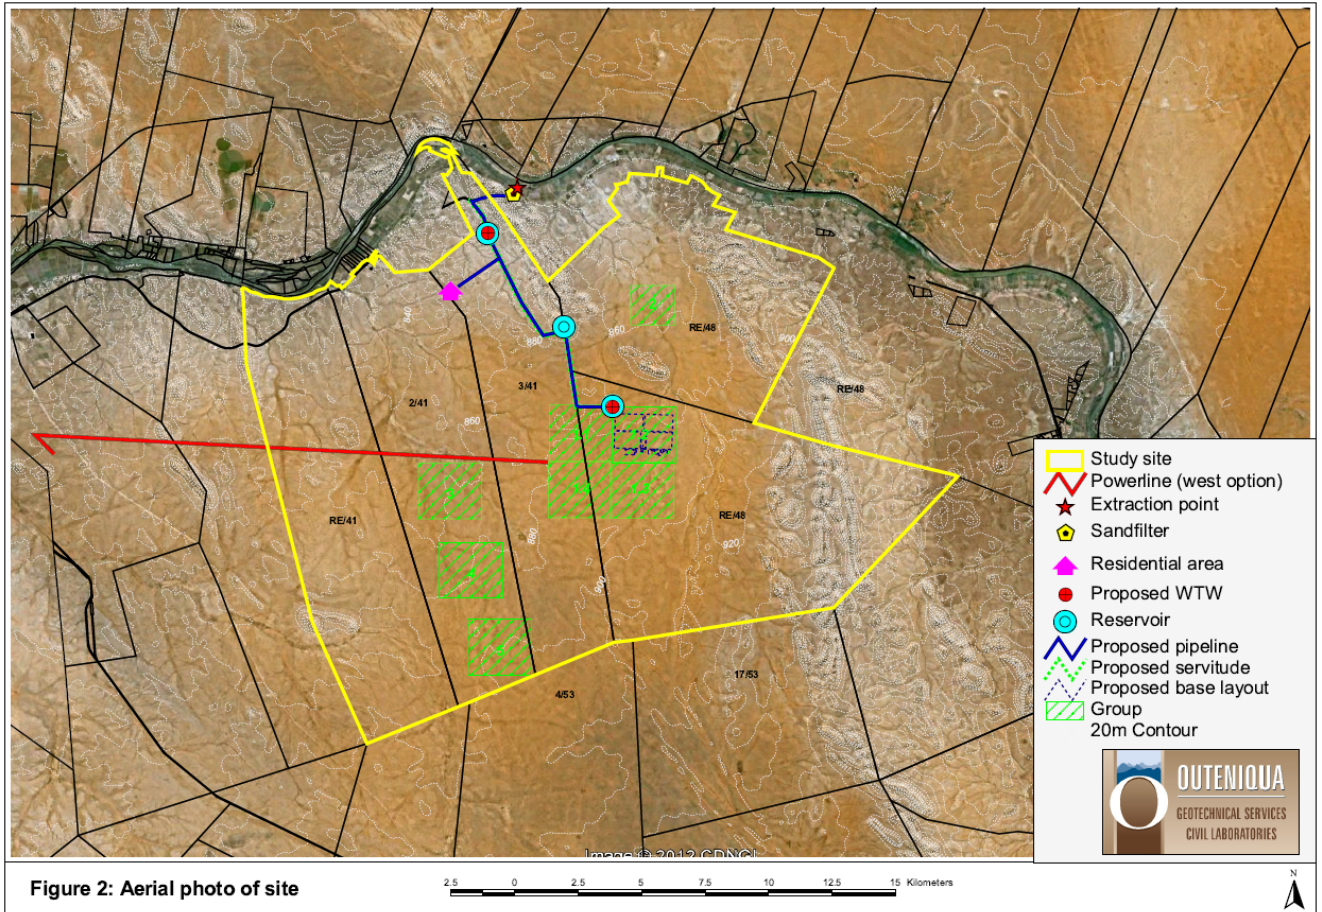 RE/48
RE/48
860
900
840
880
3/41
2/41
860
3
RE/41
880
RE/48
920
900
4
5
17/53
4/53
Study site
Powerline (west option)
Extraction point
Sandfilter
Residential area
Proposed WTW
Reservoir
Proposed pipeline
Proposed servitude
Proposed base layout
Group
20m Contour
OUTENIQUA
GEOTECHNICAL SERVICES
CIVIL LABORATORIES
Figure 2: Aerial photo of site
2.5 0 2.5 5 7.5 10 12.5 15 Kilometers
N